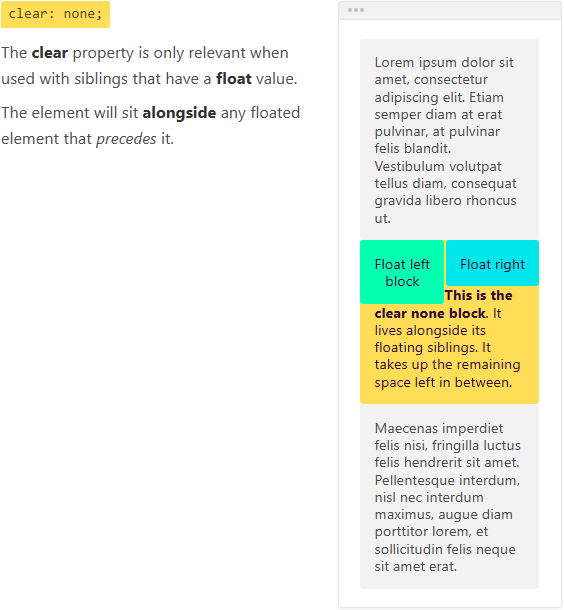 clear: none;
The clear property is only relevant when
used with siblings that have a float value.
The element will sit alongside any floated
element that precedes it.
Lorem ipsum dolor sit
amet, consectetur
adipiscing elit. Etiam
semper diam at erat
pulvinar, at pulvinar
felis blandit.
Vestibulum volutpat
tellus diam, consequat
gravida libero rhoncus
ut.
Float left
block
Float right
This is the
clear none block. It
lives alongside its
floating siblings. It
takes up the remaining
space left in between.
Maecenas imperdiet
felis nisi, fringilla luctus
felis hendrerit sit amet.
Pellentesque interdum,
nisl nec interdum
maximus, augue diam
porttitor lorem, et
sollicitudin felis neque
sit amet erat.